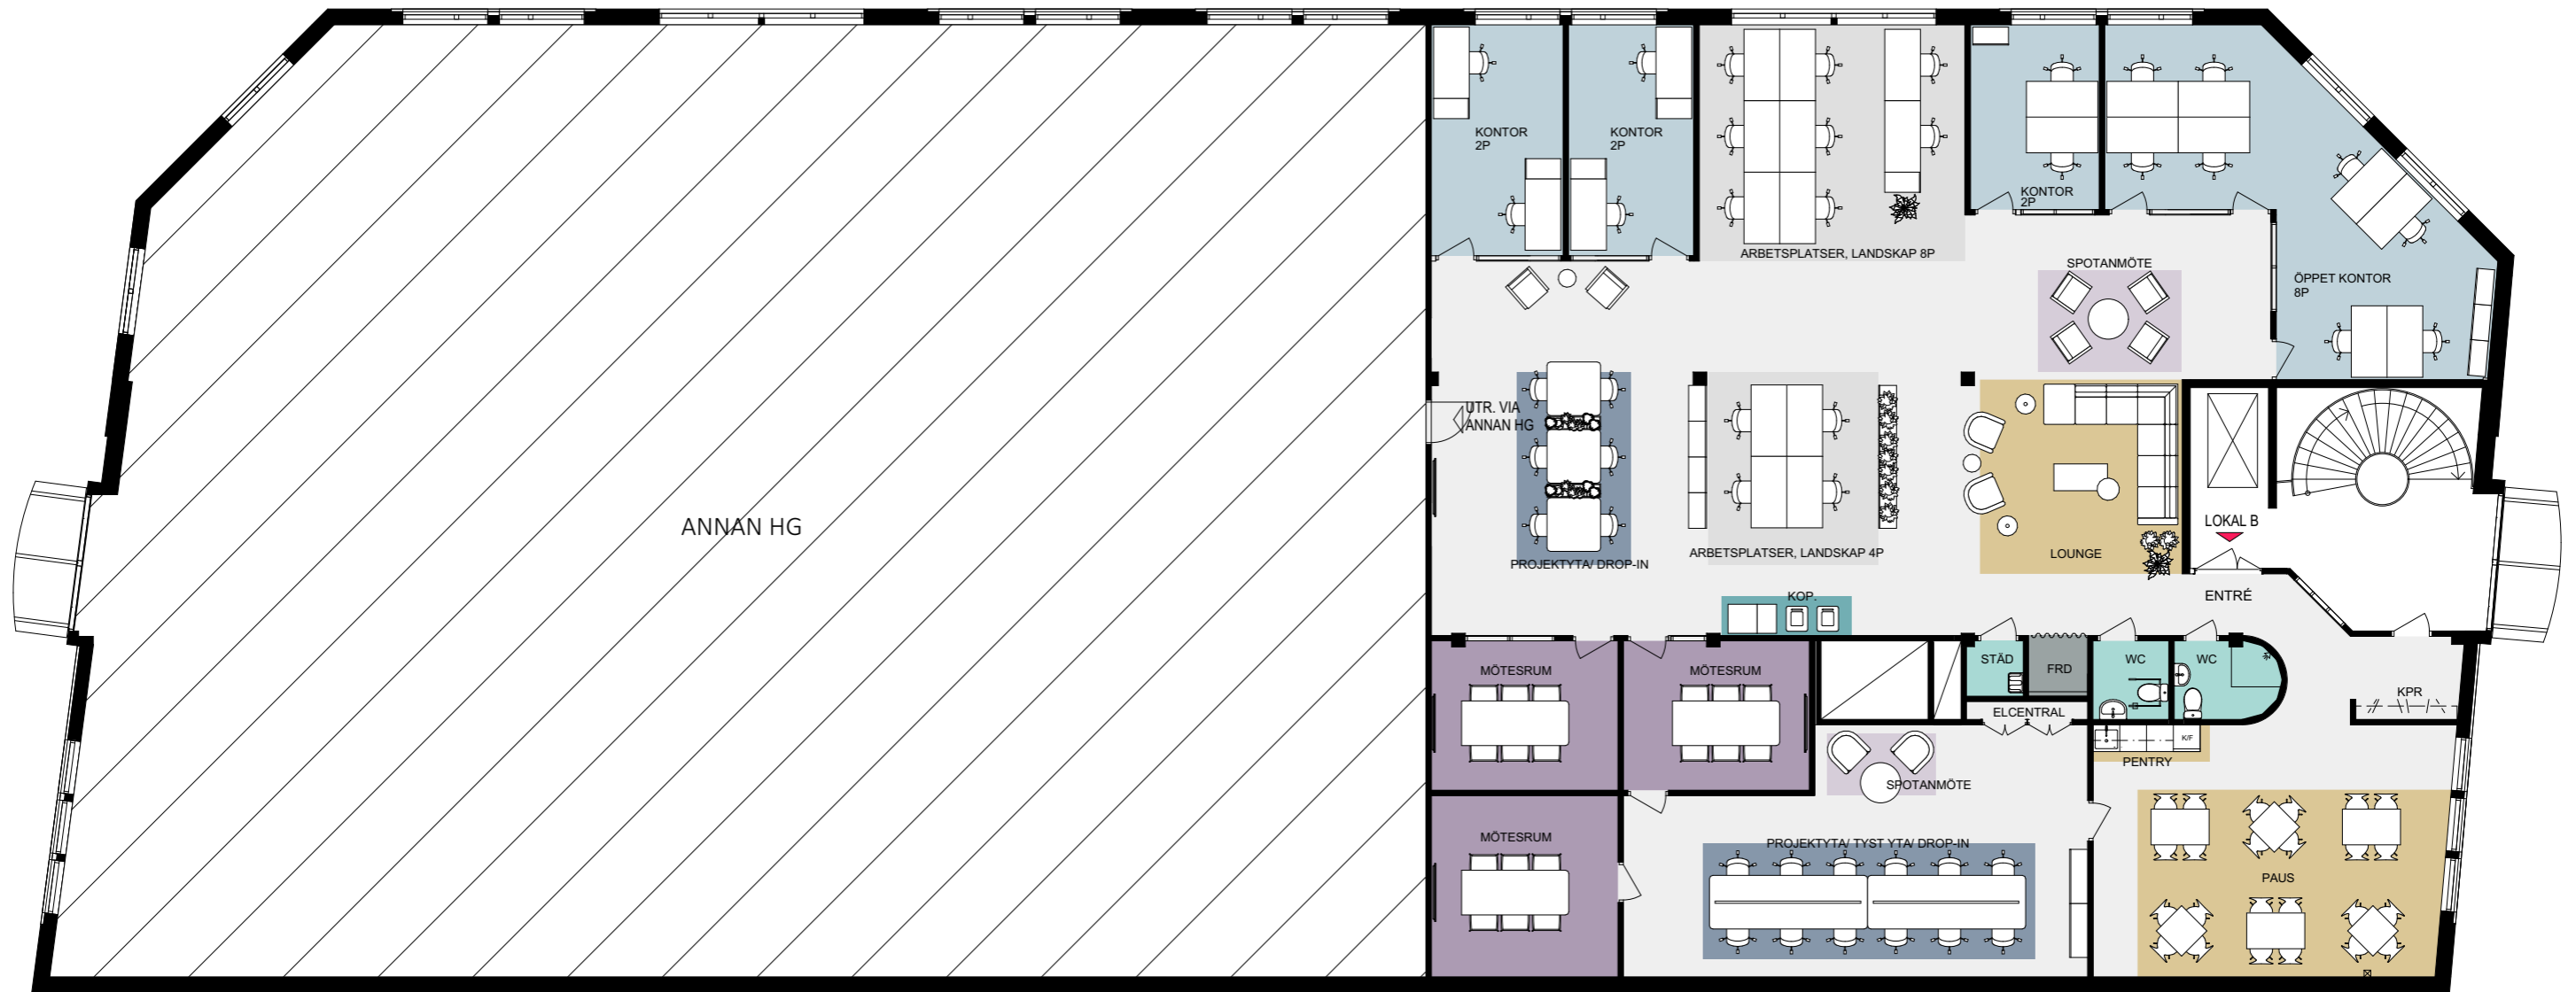 KONTOR
2P
KONTOR
2P
KONTOR
2P
ARBETSPLATSER, LANDSKAP 8P
SPOTANMÖTE
ÖPPET KONTOR
8P
UTR. VIA
ANNAN HG
ANNAN HG
LOKAL B
ARBETSPLATSER, LANDSKAP 4P
LOUNGE
PROJEKTYTA/ DROP-IN
KOP.
ENTRÉ
MÖTESRUM
MÖTESRUM
STÄD
FRD
WC
WC
KPR
ELCENTRAL
K/F
PENTRY
SPOTANMÖTE
MÖTESRUM
PROJEKTYTA/ TYST YTA/ DROP-IN
PAUS